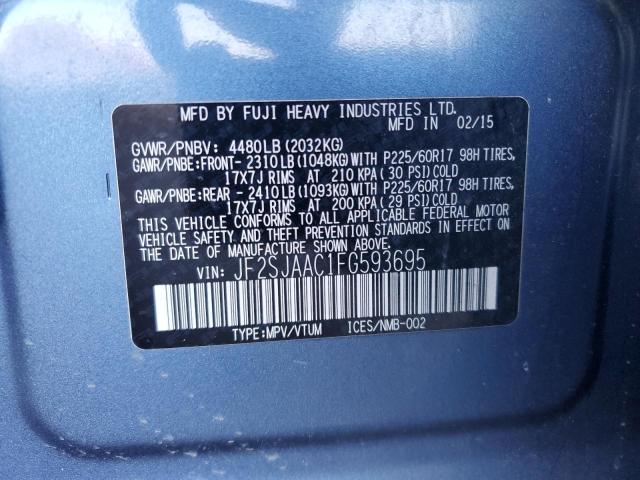 MFD BY FUJI HEAVY INDUSTRIES LTD.
MFD IN 02/15
GVWR/PNBV: 4480LB (2032KG)
GAWR/PNBE:FRONT- 2310LB (1048KG) WITH P225/60R17 98H TIRES,
17X7J RIMS AT 210 KPA (30 PSI) COLD
GAWR/PNBE:REAR - 2410LB (1093KG) WITH P225/60R17 98H TIRES,
17X7J RIMS AT 200 KPA (29 PSI) COLD
THIS VEHICLE CONFORMS TO ALL APPLICABLE FEDERAL MOTOR
VEHICLE SAFETY AND THEFT PREVENTION STANDARDS IN EFFECT ON
THE DATE OF MANUFACTURE SHOWN ABOVE.
VIN: JF2SJAAC1FG593695
TYPE:MPV/VTUM ICES/NMB-002